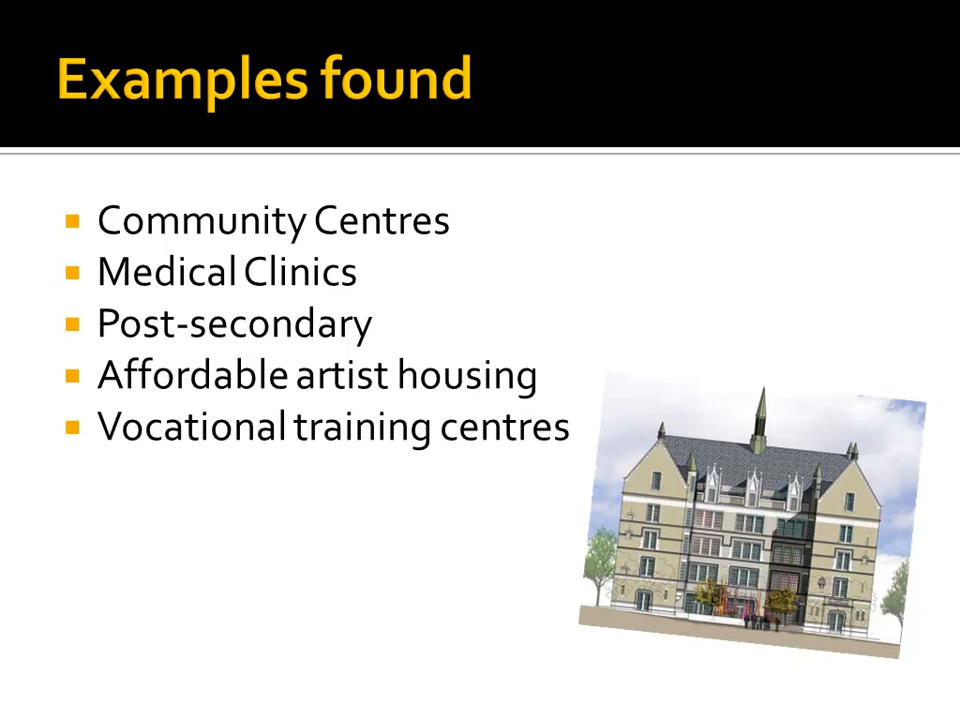 Examples found
Community Centres
Medical Clinics
Post-secondary
Affordable artist housing
Vocational training centres